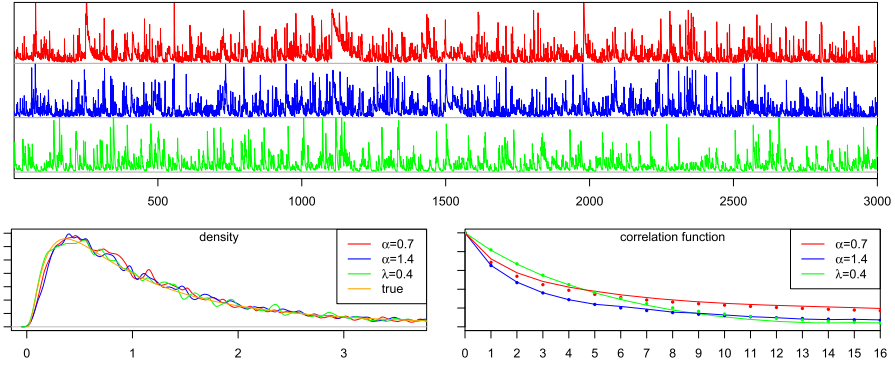 500 1000 1500 2000 2500 3000
density
α=0.7
α=1.4
λ=0.4
true
0 1 2 3
correlation function
α=0.7
α=1.4
λ=0.4
0 1 2 3 4 5 6 7 8 9 10 11 12 13 14 15 16